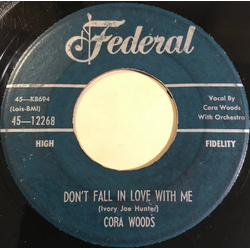 Federal
45-K8694
(Lois-BMI)
45-12268
Vocal By
Cora Woods
With Orchestra
HIGH
FIDELITY
DON'T FALL IN LOVE WITH ME
(Ivory Joe Hunter)
CORA WOODS